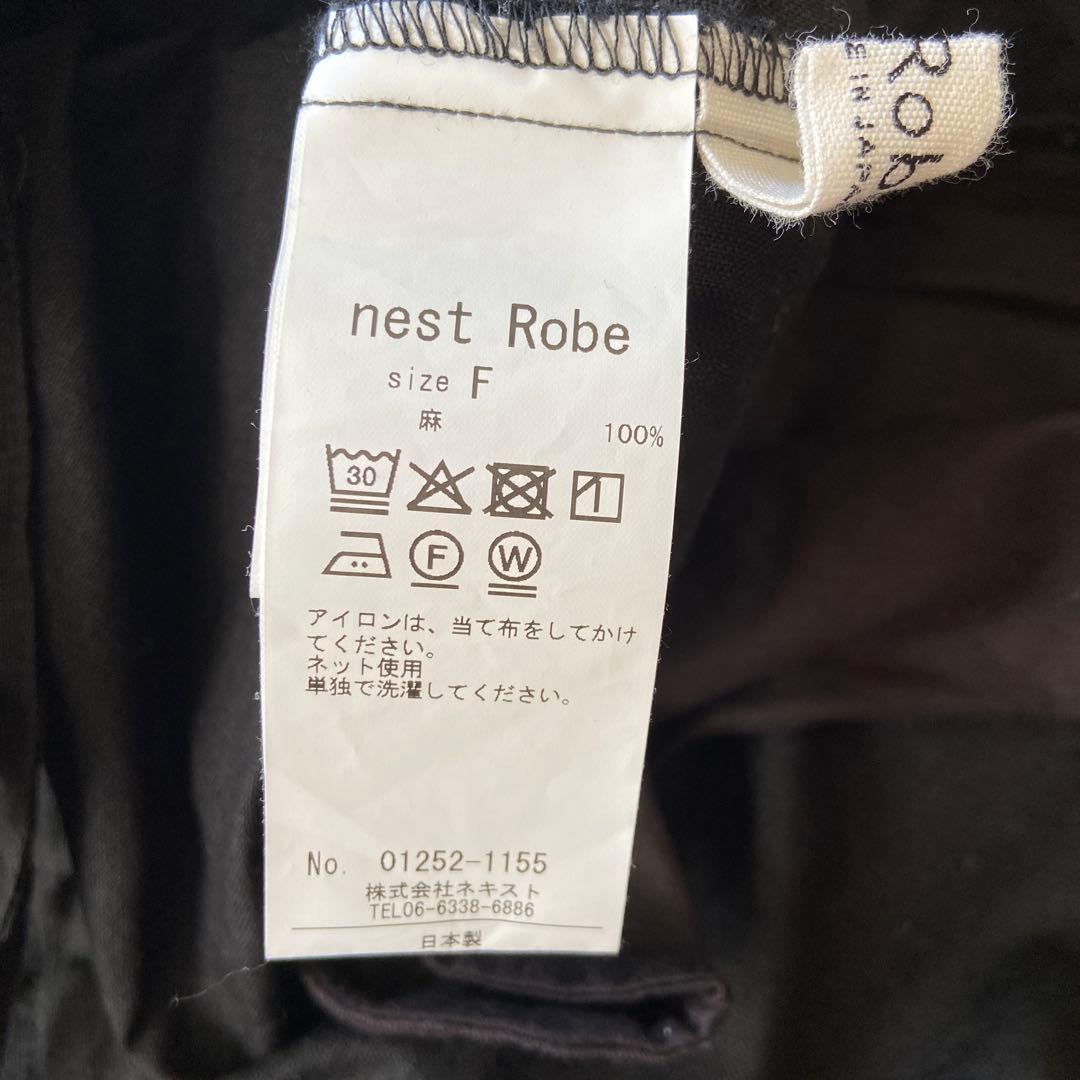 Rob
E IN JAPA
nest Robe
size F
麻 100%
30
F W
アイロンは、当て布をしてかけ
てください。
ネット使用
単独で洗濯してください。
No. 01252-1155
株式会社ネキスト
TEL06-6338-6886
日本製